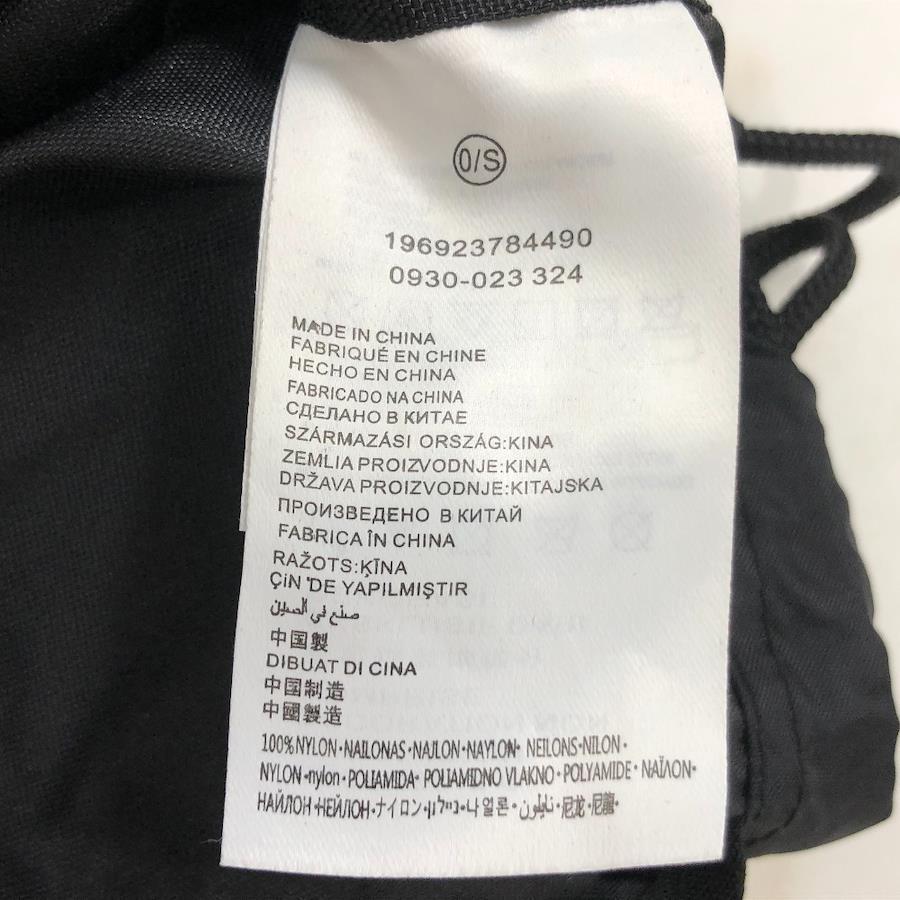 O/S
196923784490
0930-023 324
MADE IN CHINA
FABRIQUÉ EN CHINE
HECHO EN CHINA
FABRICADO NA CHINA
СДЕЛАНО В КИТАЕ
SZÁRMAZÁSI ORSZÁG:KINA
ZEMLIA PROIZVODNJE:KINA
DRŽAVA PROIZVODNJE:KITAJSKA
ПРОИЗВЕДЕНО В КИТАЙ
FABRICA ÎN CHINA
RAŽOTS:ĶĪNA
ÇiN 'DE YAPILMIŞTIR
صنع في الصين
中国製
DIBUAT DI CINA
中国制造
中國製造
100%NYLON·NAILONAS·NAJLON·NAYLON· NEILONS·NILON·
NYLON·nylon·POLIAMIDA· POLIAMIDNO VLAKNO·POLYAMIDE·ΝΑΪΛΟΝ·
НАЙЛОН·НЕЙЛОН·ナイロン·ניילון·나일론·نايلون·尼龙·尼龍·